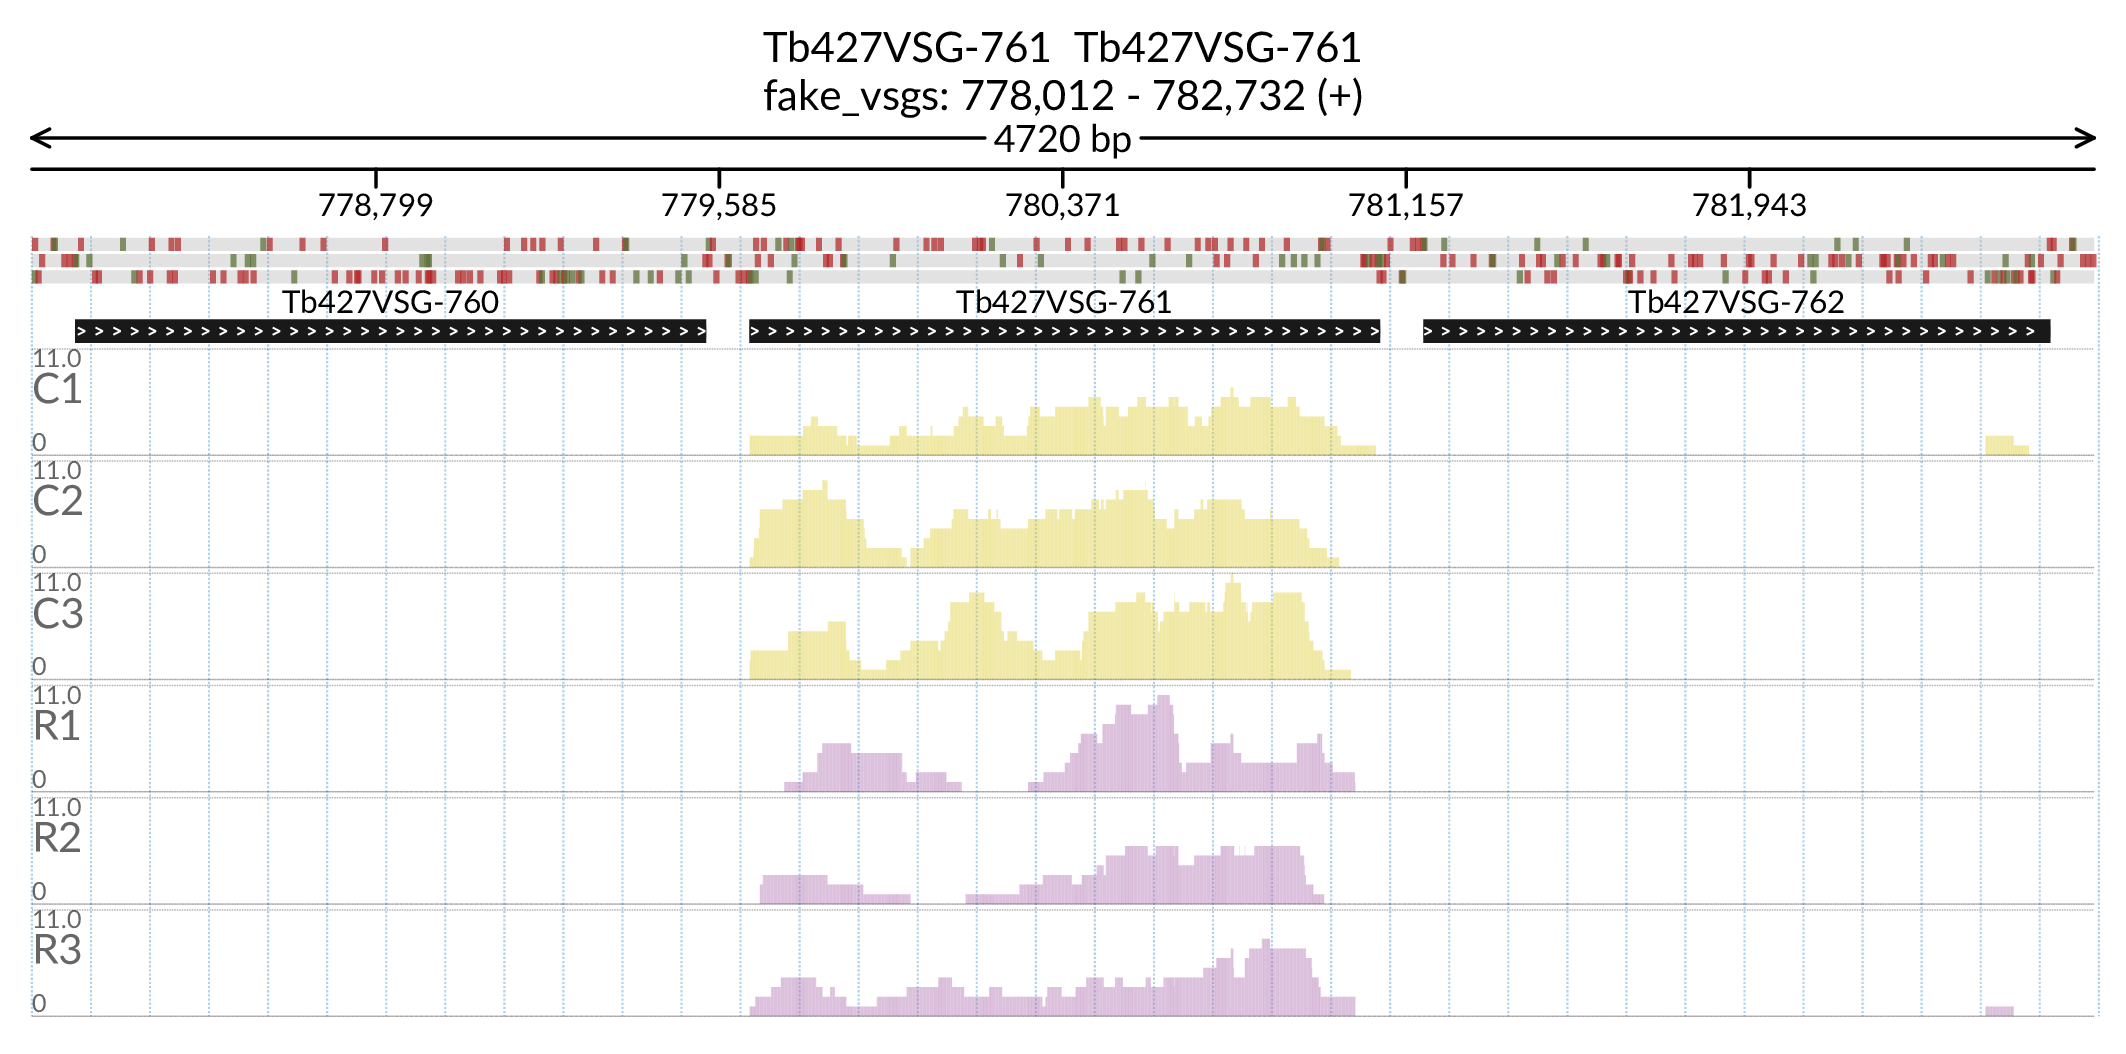 Tb427VSG-761  Tb427VSG-761
fake_vsgs: 778,012 - 782,732 (+)
4720 bp
778,799 779,585 780,371 781,157 781,943
Tb427VSG-760 Tb427VSG-761 Tb427VSG-762
11.0
C1
0
11.0
C2
0
11.0
C3
0
11.0
R1
0
11.0
R2
0
11.0
R3
0